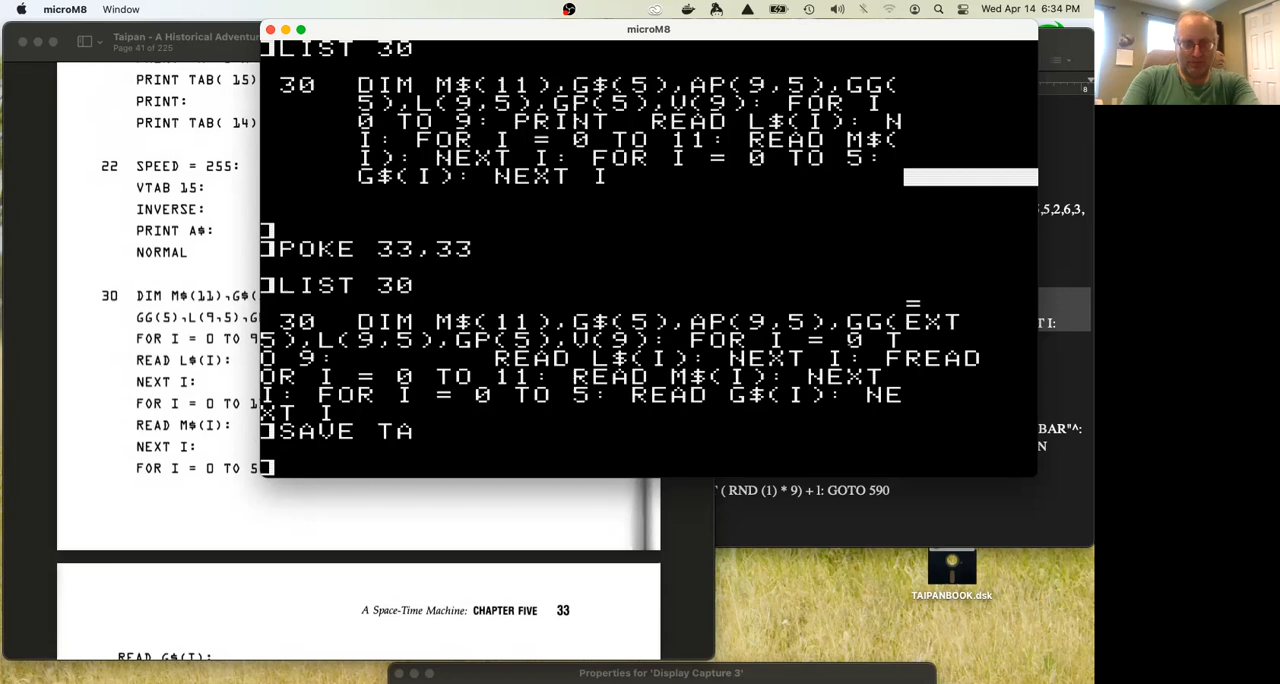 microM8 Window
Wed Apr 14 6:34 PM
Taipan - A Historical Adventur
Page 41 of 225
PRINT TAB( 15)
PRINT:
PRINT TAB( 14)
22 SPEED = 255:
VTAB 15:
INVERSE:
PRINT A$:
NORMAL
30 DIM M$(11),G$(
GG(5),L(9,5),G
FOR I = 0 TO 9
READ L$(I):
NEXT I:
FOR I = 0 TO 1
READ M$(I):
NEXT I:
FOR I = 0 TO 5
A Space-Time Machine: CHAPTER FIVE 33
READ G$(I):
microM8
]LIST 30
30 DIM M$(11),G$(5),AP(9,5),GG(
5),L(9,5),GP(5),V(9): FOR I
0 TO 9: PRINT READ L$(I): N
I: FOR I = 0 TO 11: READ M$(
I): NEXT I: FOR I = 0 TO 5:
G$(I): NEXT I
]
]POKE 33,33
]LIST 30
=
30 DIM M$(11),G$(5),AP(9,5),GG(EXT
5),L(9,5),GP(5),V(9): FOR I = 0 T
O 9: READ L$(I): NEXT I: FREAD
OR I = 0 TO 11: READ M$(I): NEXT
I: FOR I = 0 TO 5: READ G$(I): NE
XT I
]SAVE TA
]
8
,5,2,6,3,
T I:
BAR"^:
N
( RND (1) * 9) + l: GOTO 590
TAIPANBOOK.dsk
Properties for 'Display Capture 3'